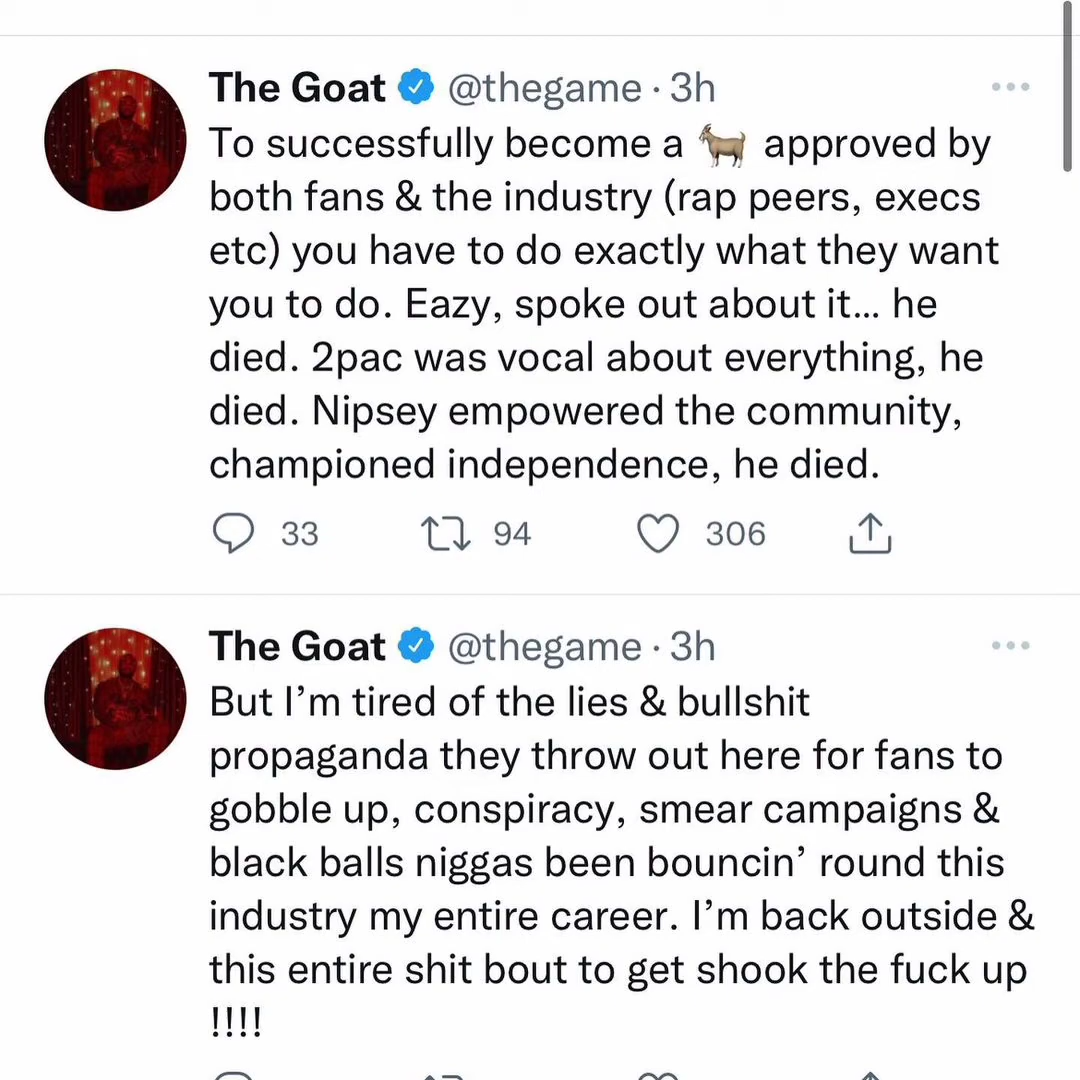 The Goat @thegame · 3h
To successfully become a 🐐 approved by
both fans & the industry (rap peers, execs
etc) you have to do exactly what they want
you to do. Eazy, spoke out about it... he
died. 2pac was vocal about everything, he
died. Nipsey empowered the community,
championed independence, he died.
33 94 306
The Goat @thegame · 3h
But I’m tired of the lies & bullshit
propaganda they throw out here for fans to
gobble up, conspiracy, smear campaigns &
black balls niggas been bouncin’ round this
industry my entire career. I’m back outside &
this entire shit bout to get shook the fuck up
!!!!